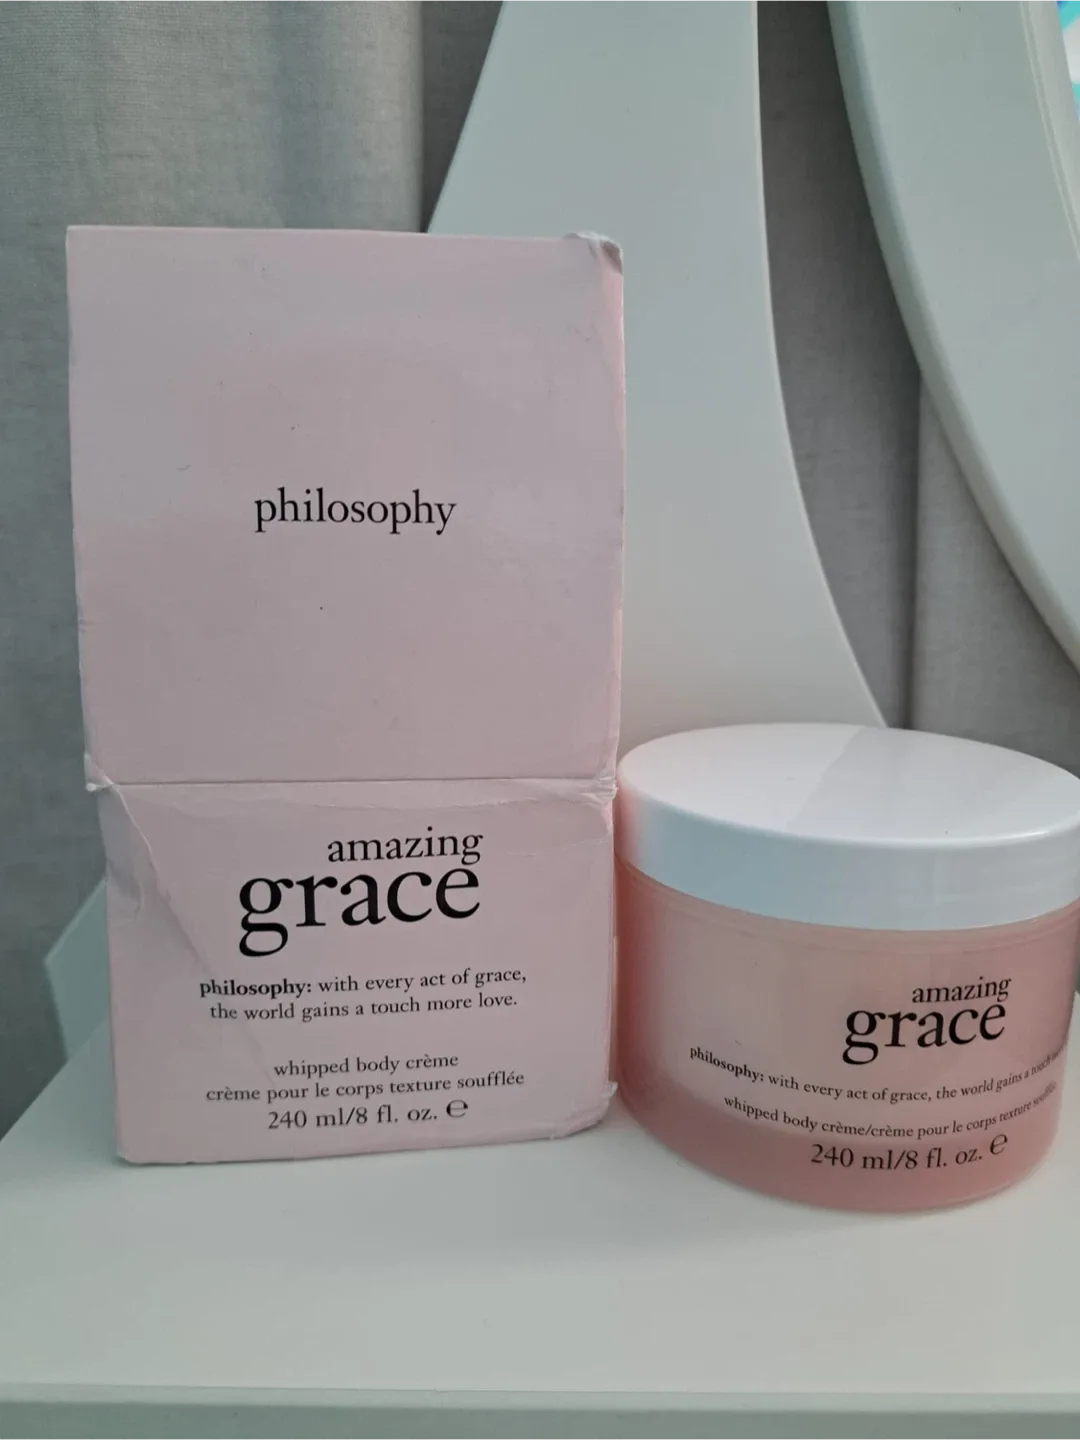 philosophy
amazing
grace
philosophy: with every act of grace,
the world gains a touch more love.
whipped body crème
crème pour le corps texture soufflée
240 ml/8 fl. oz. ℮
amazing
grace
philosophy: with every act of grace, the world gains a touch
whipped body crème/crème pour le corps texture soufflée
240 ml/8 fl. oz. ℮